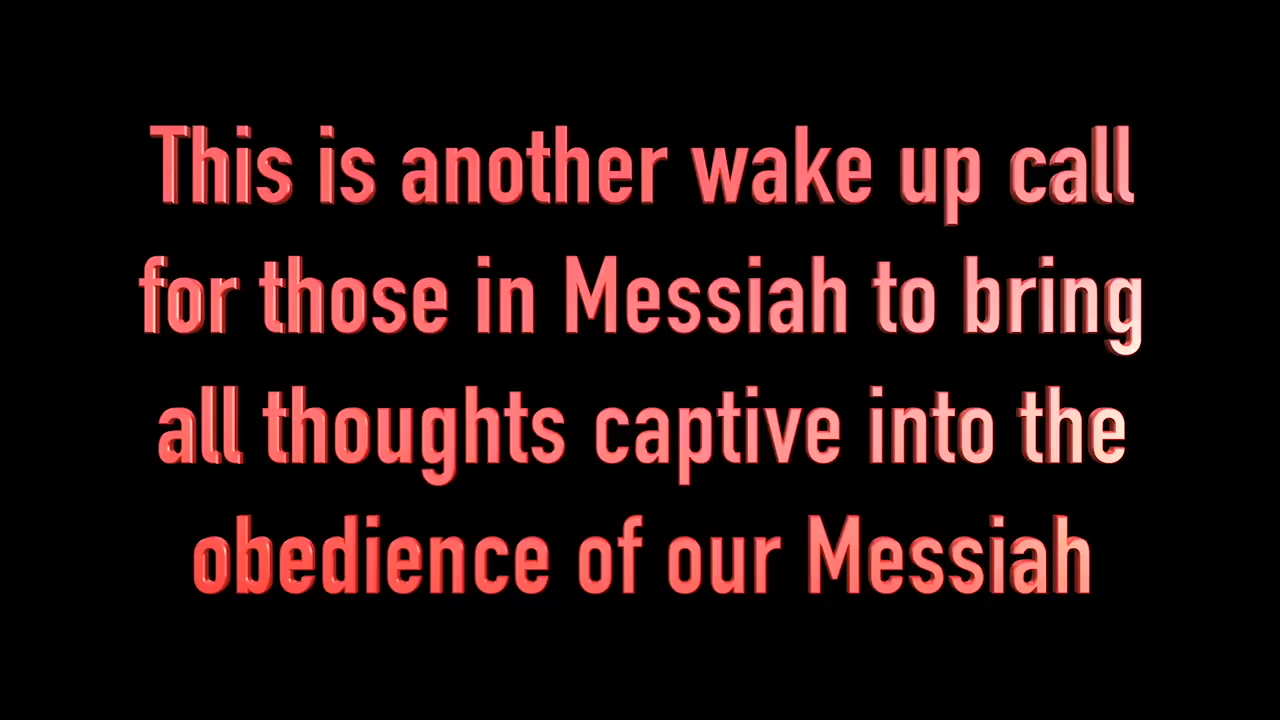 This is another wake up call
for those in Messiah to bring
all thoughts captive into the
obedience of our Messiah